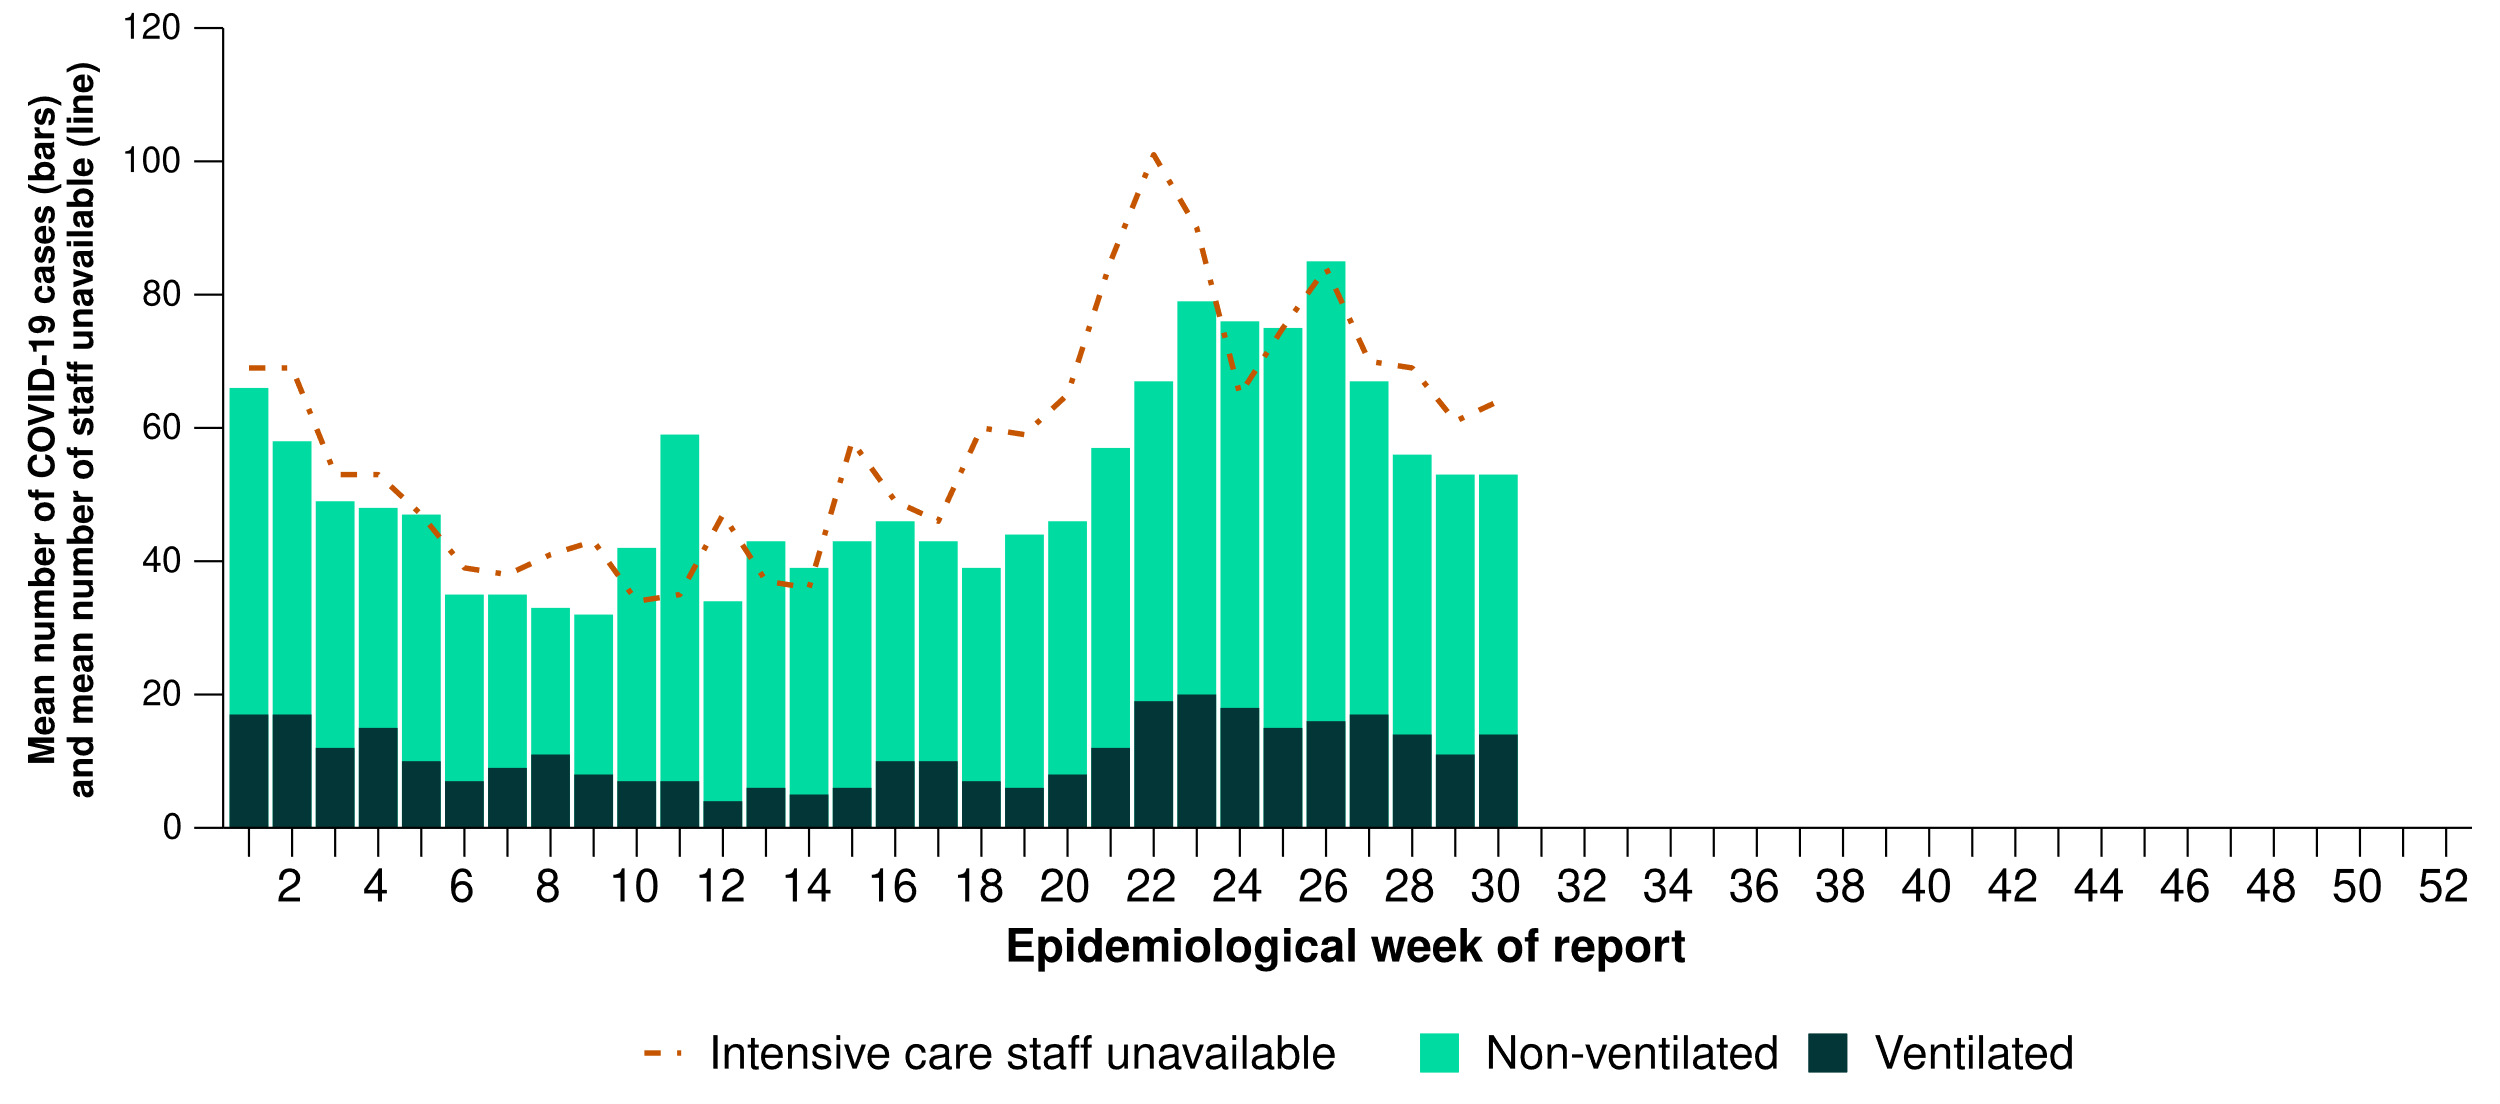 Mean number of COVID-19 cases (bars)
and mean number of staff unavailable (line)
120
100
80
60
40
20
0
2 4 6 8 10 12 14 16 18 20 22 24 26 28 30 32 34 36 38 40 42 44 46 48 50 52
Epidemiological week of report
Intensive care staff unavailable Non-ventilated Ventilated